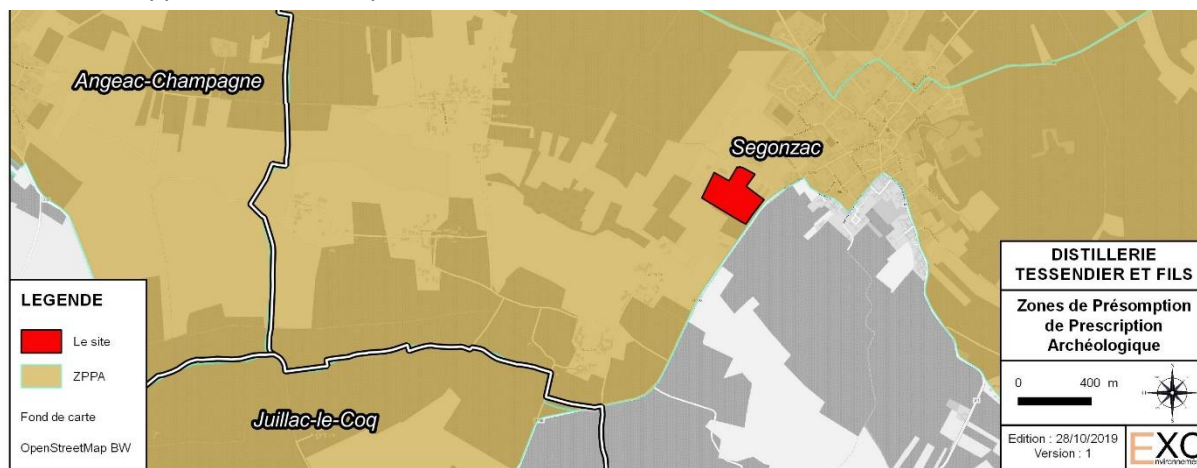 Angeac-Champagne
Segonzac
Juillac-le-Coq
LEGENDE
Le site
ZPPA
Fond de carte
OpenStreetMap BW
DISTILLERIE
TESSENDIER ET FILS
Zones de Présomption
de Prescription
Archéologique
0 400 m
Edition : 28/10/2019
Version : 1
EXO